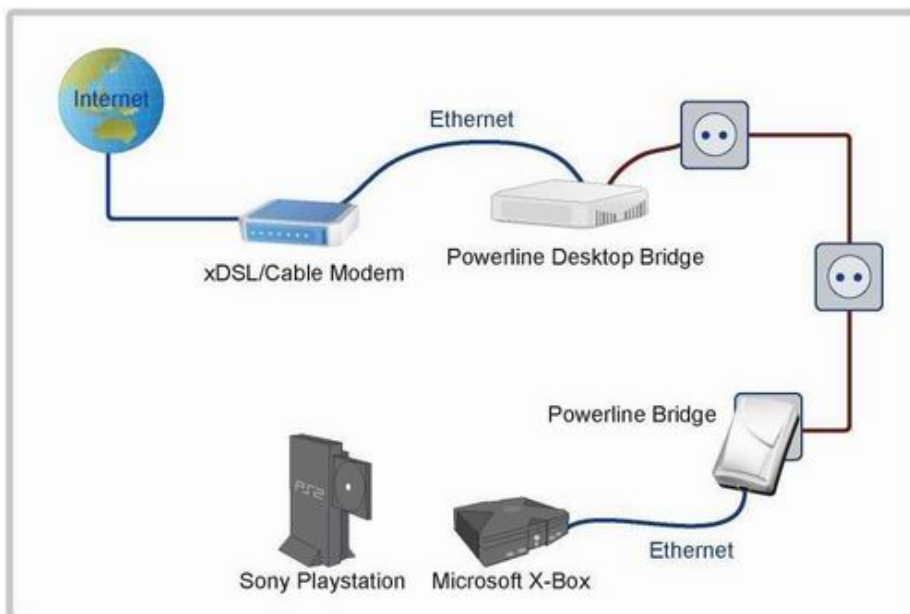 Internet
Ethernet
xDSL/Cable Modem
Powerline Desktop Bridge
Powerline Bridge
PS2
Ethernet
Sony Playstation
Microsoft X-Box